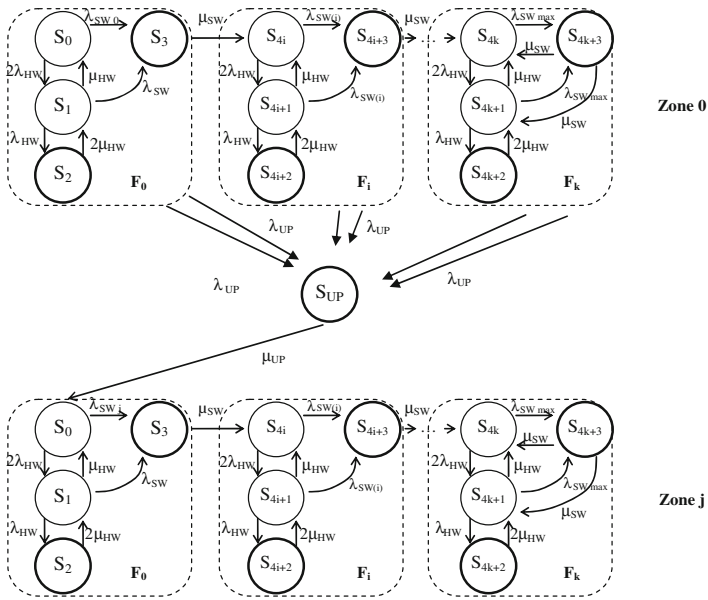 S0 λSW 0 S3 μSW S4i λSW(i) S4i+3 μSW ... S4k λSW max S4k+3
μSW
2λHW μHW 2λHW μHW 2λHW μHW
S1 λSW S4i+1 λSW(i) S4k+1 λSW max
μSW
Zone 0
λHW 2μHW λHW 2μHW λHW 2μHW
S2 F0 S4i+2 Fi S4k+2 Fk
λUP λUP
λUP λUP
SUP
μUP
S0 λSW i S3 μSW S4i λSW(i) S4i+3 μSW ... S4k λSW max S4k+3
μSW
2λHW μHW 2λHW μHW 2λHW μHW
S1 λSW S4i+1 λSW(i) S4k+1 λSW max
μSW
Zone j
λHW 2μHW λHW 2μHW λHW 2μHW
S2 F0 S4i+2 Fi S4k+2 Fk